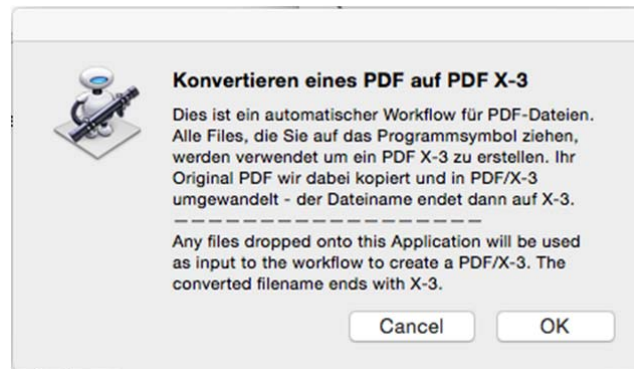 Konvertieren eines PDF auf PDF X-3
Dies ist ein automatischer Workflow für PDF-Dateien.
Alle Files, die Sie auf das Programmsymbol ziehen,
werden verwendet um ein PDF X-3 zu erstellen. Ihr
Original PDF wir dabei kopiert und in PDF/X-3
umgewandelt - der Dateiname endet dann auf X-3.
— — — — — — — — — — — — — — — — — —
Any files dropped onto this Application will be used
as input to the workflow to create a PDF/X-3. The
converted filename ends with X-3.
Cancel OK